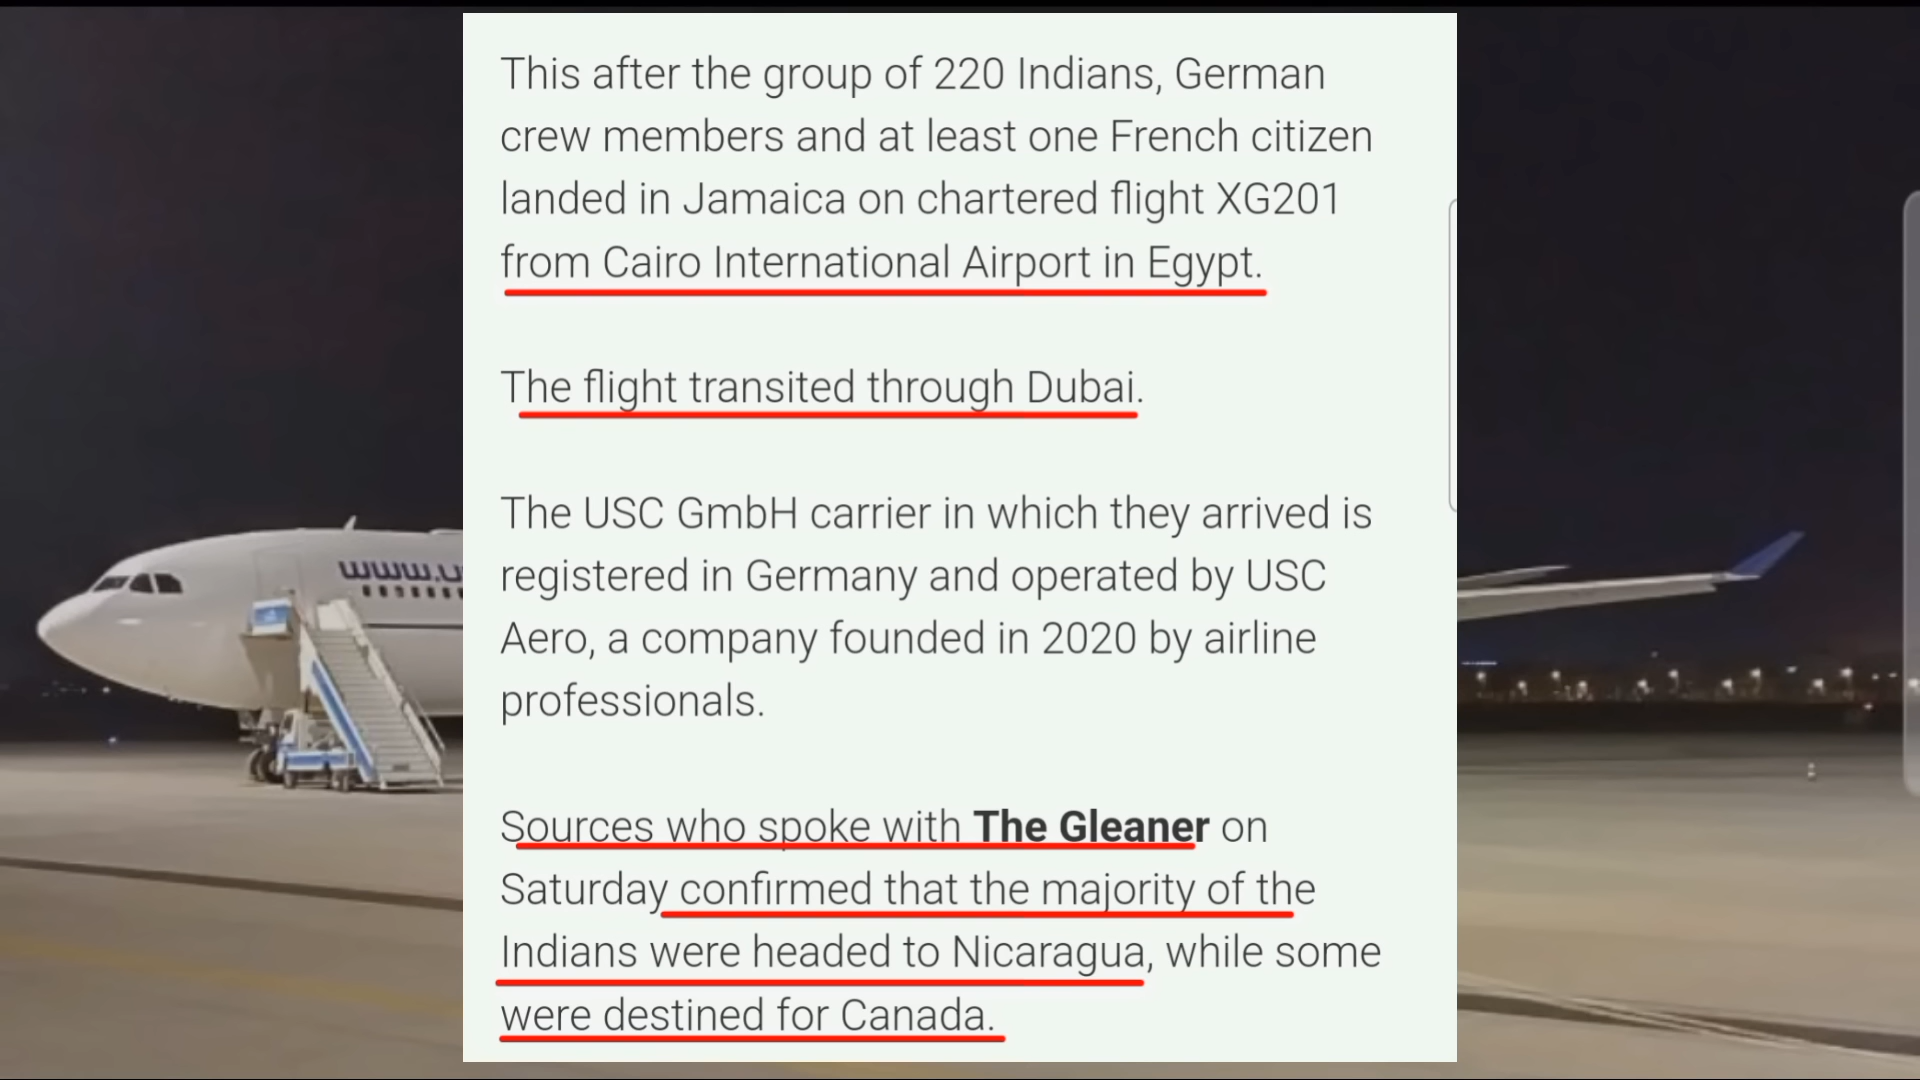 This after the group of 220 Indians, German
crew members and at least one French citizen
landed in Jamaica on chartered flight XG201
from Cairo International Airport in Egypt.
The flight transited through Dubai.
The USC GmbH carrier in which they arrived is
registered in Germany and operated by USC
Aero, a company founded in 2020 by airline
professionals.
Sources who spoke with The Gleaner on
Saturday confirmed that the majority of the
Indians were headed to Nicaragua, while some
were destined for Canada.
www.u